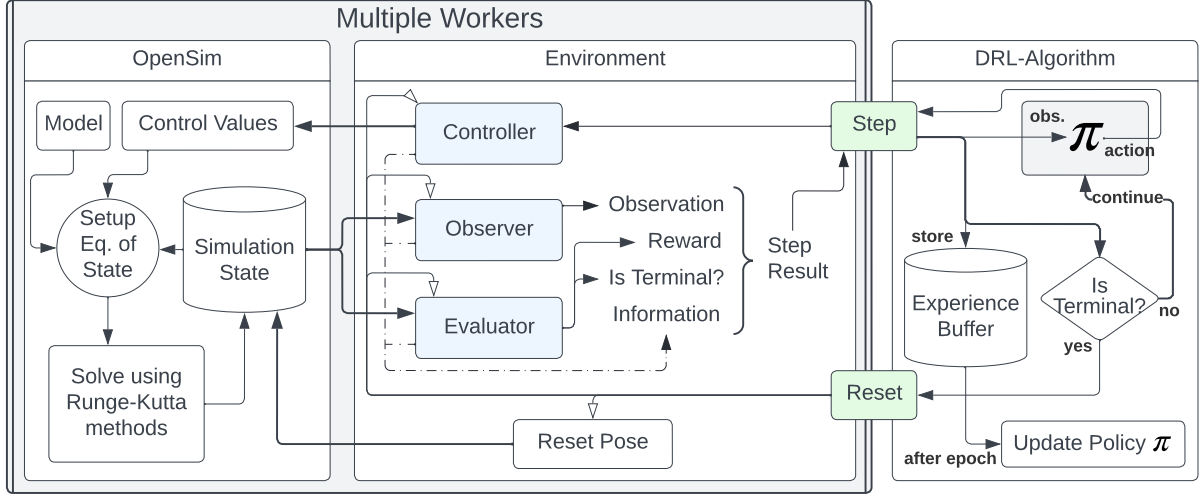 Multiple Workers
OpenSim
Environment
DRL-Algorithm
Model
Control Values
Controller
Step
obs.
π
action
continue
Setup
Eq. of
State
Simulation
State
Observer
Evaluator
Observation
Reward
Is Terminal?
Information
Step
Result
store
Experience
Buffer
Is
Terminal?
no
yes
Solve using
Runge-Kutta
methods
Reset
Reset Pose
after epoch
Update Policy π